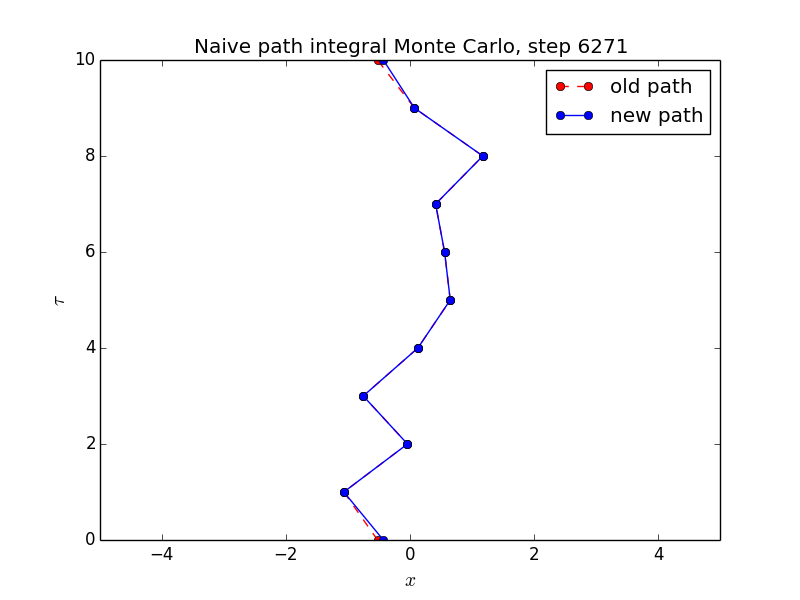 Naive path integral Monte Carlo, step 6271
old path
new path
10
8
6
4
2
0
τ
−4 −2 0 2 4
x